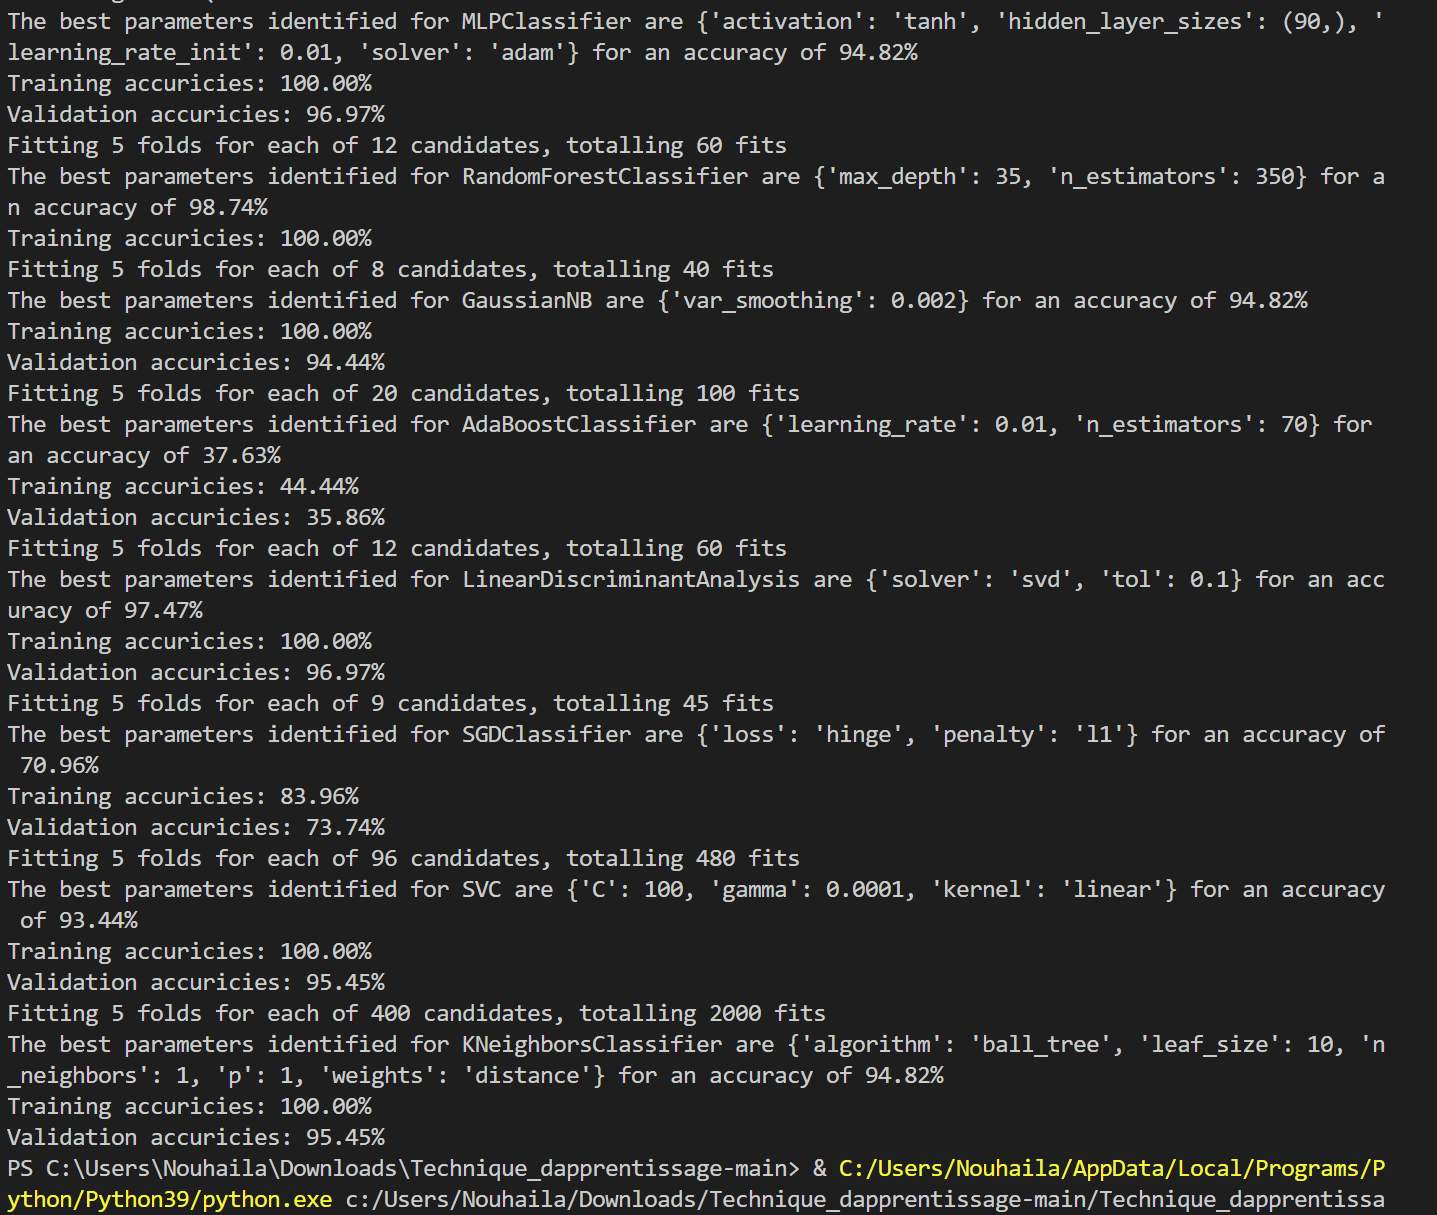 The best parameters identified for MLPClassifier are {'activation': 'tanh', 'hidden_layer_sizes': (90,), '
learning_rate_init': 0.01, 'solver': 'adam'} for an accuracy of 94.82%
Training accuricies: 100.00%
Validation accuricies: 96.97%
Fitting 5 folds for each of 12 candidates, totalling 60 fits
The best parameters identified for RandomForestClassifier are {'max_depth': 35, 'n_estimators': 350} for a
n accuracy of 98.74%
Training accuricies: 100.00%
Fitting 5 folds for each of 8 candidates, totalling 40 fits
The best parameters identified for GaussianNB are {'var_smoothing': 0.002} for an accuracy of 94.82%
Training accuricies: 100.00%
Validation accuricies: 94.44%
Fitting 5 folds for each of 20 candidates, totalling 100 fits
The best parameters identified for AdaBoostClassifier are {'learning_rate': 0.01, 'n_estimators': 70} for
an accuracy of 37.63%
Training accuricies: 44.44%
Validation accuricies: 35.86%
Fitting 5 folds for each of 12 candidates, totalling 60 fits
The best parameters identified for LinearDiscriminantAnalysis are {'solver': 'svd', 'tol': 0.1} for an acc
uracy of 97.47%
Training accuricies: 100.00%
Validation accuricies: 96.97%
Fitting 5 folds for each of 9 candidates, totalling 45 fits
The best parameters identified for SGDClassifier are {'loss': 'hinge', 'penalty': 'l1'} for an accuracy of
 70.96%
Training accuricies: 83.96%
Validation accuricies: 73.74%
Fitting 5 folds for each of 96 candidates, totalling 480 fits
The best parameters identified for SVC are {'C': 100, 'gamma': 0.0001, 'kernel': 'linear'} for an accuracy
 of 93.44%
Training accuricies: 100.00%
Validation accuricies: 95.45%
Fitting 5 folds for each of 400 candidates, totalling 2000 fits
The best parameters identified for KNeighborsClassifier are {'algorithm': 'ball_tree', 'leaf_size': 10, 'n
_neighbors': 1, 'p': 1, 'weights': 'distance'} for an accuracy of 94.82%
Training accuricies: 100.00%
Validation accuricies: 95.45%
PS C:\Users\Nouhaila\Downloads\Technique_dapprentissage-main> & C:/Users/Nouhaila/AppData/Local/Programs/P
ython/Python39/python.exe c:/Users/Nouhaila/Downloads/Technique_dapprentissage-main/Technique_dapprentissa